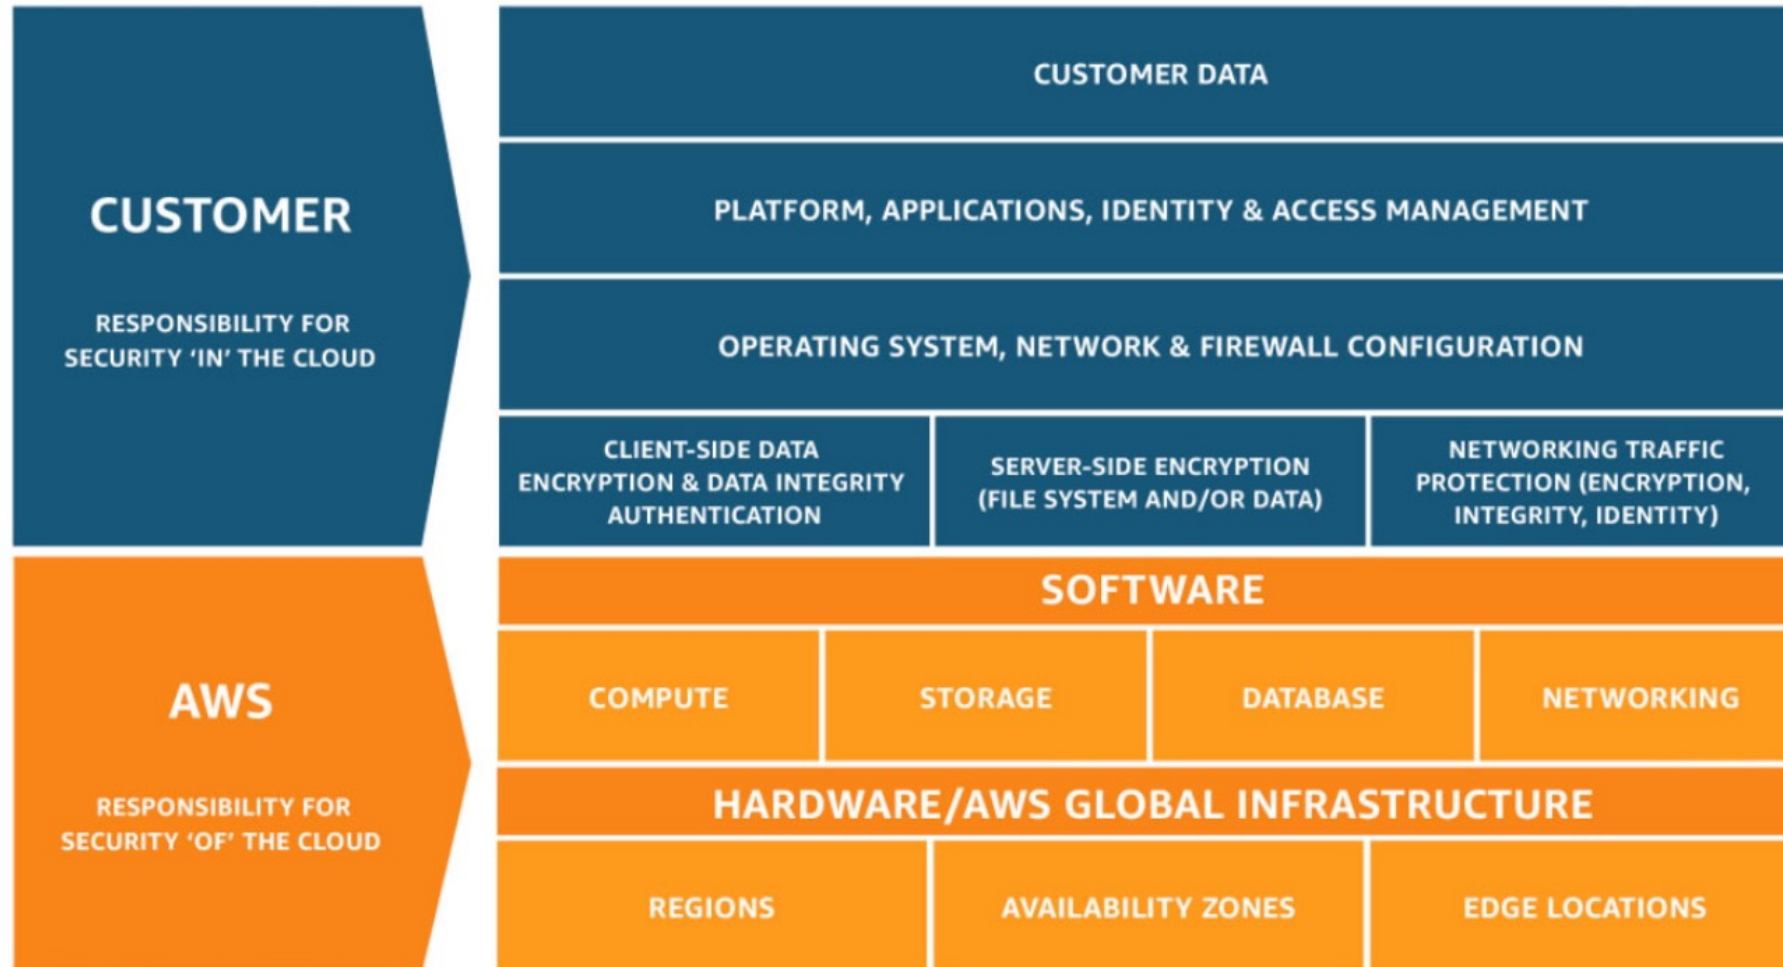 CUSTOMER
RESPONSIBILITY FOR
SECURITY ‘IN’ THE CLOUD
CUSTOMER DATA
PLATFORM, APPLICATIONS, IDENTITY & ACCESS MANAGEMENT
OPERATING SYSTEM, NETWORK & FIREWALL CONFIGURATION
CLIENT-SIDE DATA
ENCRYPTION & DATA INTEGRITY
AUTHENTICATION
SERVER-SIDE ENCRYPTION
(FILE SYSTEM AND/OR DATA)
NETWORKING TRAFFIC
PROTECTION (ENCRYPTION,
INTEGRITY, IDENTITY)
AWS
RESPONSIBILITY FOR
SECURITY ‘OF’ THE CLOUD
SOFTWARE
COMPUTE
STORAGE
DATABASE
NETWORKING
HARDWARE/AWS GLOBAL INFRASTRUCTURE
REGIONS
AVAILABILITY ZONES
EDGE LOCATIONS